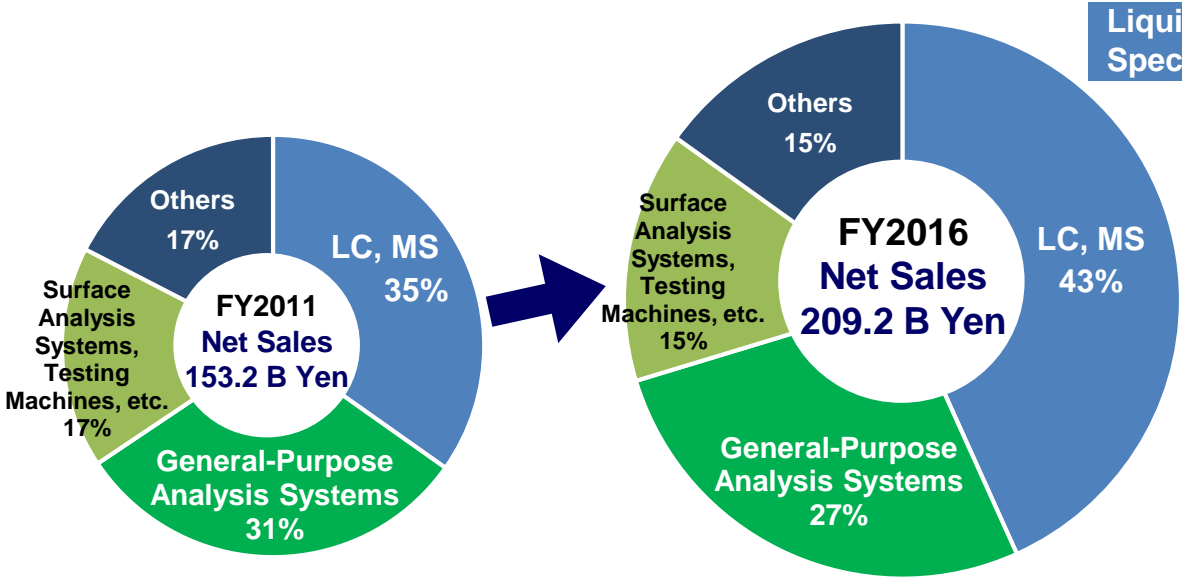 Others
17%
LC, MS
35%
Surface
Analysis
Systems,
Testing
Machines, etc.
17%
FY2011
Net Sales
153.2 B Yen
General-Purpose
Analysis Systems
31%
Others
15%
LC, MS
43%
Surface
Analysis
Systems,
Testing
Machines, etc.
15%
FY2016
Net Sales
209.2 B Yen
General-Purpose
Analysis Systems
27%